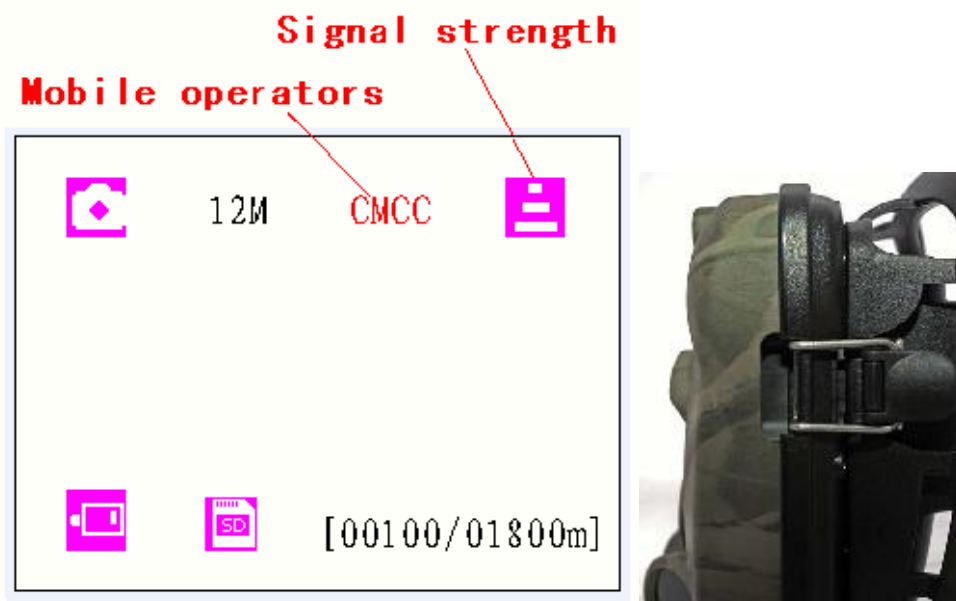 Signal strength
Mobile operators
12M CMCC
SD
[00100/01800m]